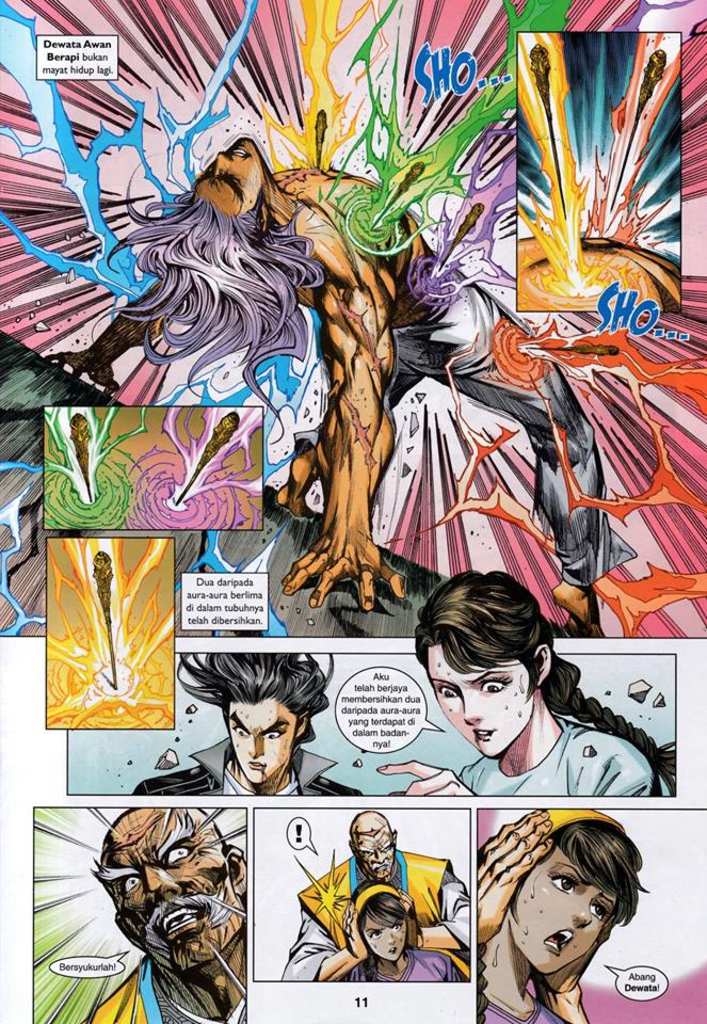 Dewata Awan
Berapi bukan
mayat hidup lagi.
SHO...
SHO...
Dua daripada
aura-aura berlima
di dalam tubuhnya
telah dibersihkan.
Aku
telah berjaya
membersihkan dua
daripada aura-aura
yang terdapat di
dalam badan-
nya!
Bersyukurlah!
!
Abang
Dewata!
11